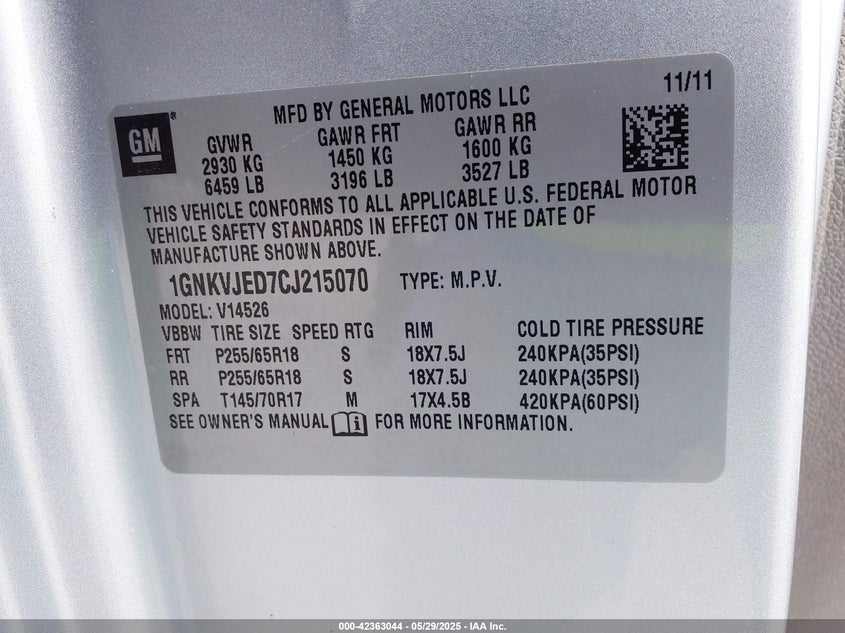 11/11
MFD BY GENERAL MOTORS LLC
GM®
GVWR GAWR FRT GAWR RR
2930 KG 1450 KG 1600 KG
6459 LB 3196 LB 3527 LB
THIS VEHICLE CONFORMS TO ALL APPLICABLE U.S. FEDERAL MOTOR
VEHICLE SAFETY STANDARDS IN EFFECT ON THE DATE OF
MANUFACTURE SHOWN ABOVE.
1GNKVJED7CJ215070 TYPE: M.P.V.
MODEL: V14526
VBBW TIRE SIZE SPEED RTG RIM COLD TIRE PRESSURE
FRT P255/65R18 S 18X7.5J 240KPA(35PSI)
RR P255/65R18 S 18X7.5J 240KPA(35PSI)
SPA T145/70R17 M 17X4.5B 420KPA(60PSI)
SEE OWNER'S MANUAL i FOR MORE INFORMATION.
000-42363044 - 05/29/2025 - IAA Inc.